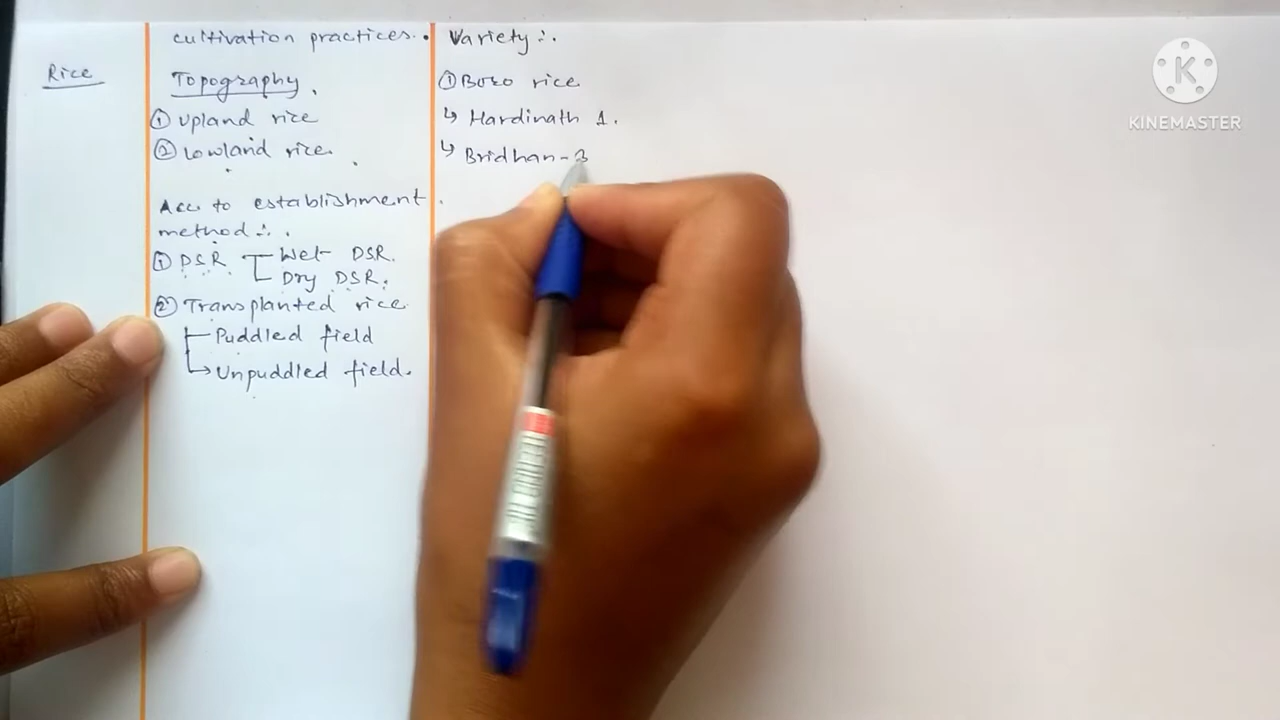 Rice
cultivation practices.
Topography.
① Upland rice
② Lowland rice.
Acc to establishment
method ∴.
① DSR
Wet DSR.
Dry DSR.
② Transplanted rice
Puddled field
Unpuddled field.
Variety ∴.
① Boro rice
↳ Hardinath 1.
↳ Bridhan-3
KINEMASTER